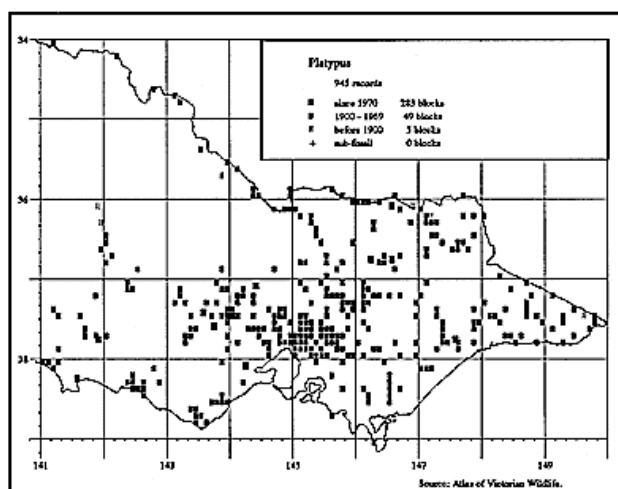 34
Platypus
945 records
since 1970 283 blocks
1900 - 1969 49 blocks
before 1900 5 blocks
+ sub-fossil 0 blocks
36
38
141 143 145 147 149
Source: Atlas of Victorian Wildlife.